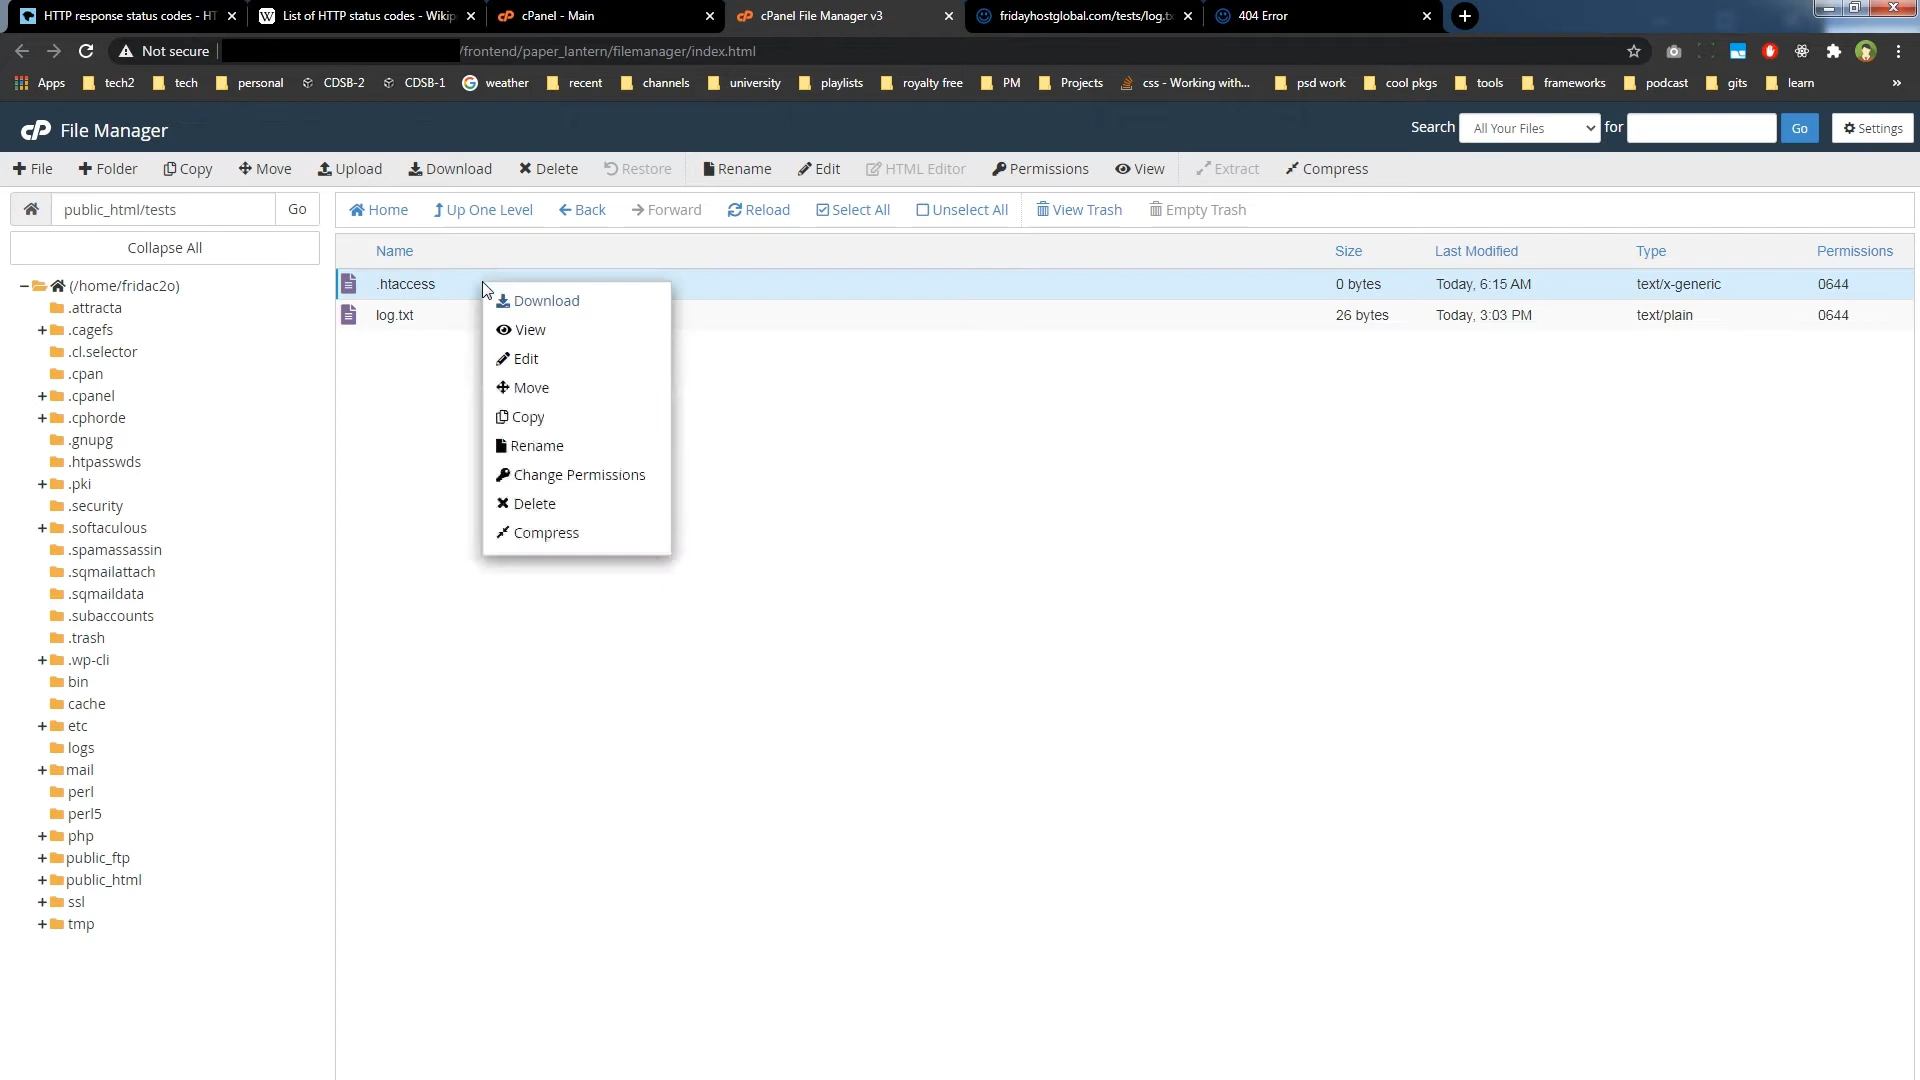 HTTP response status codes - HT
List of HTTP status codes - Wikip
cP cPanel - Main
cP cPanel File Manager v3
fridayhostglobal.com/tests/log.tx
404 Error
Not secure
/frontend/paper_lantern/filemanager/index.html
Apps
tech2
tech
personal
CDSB-2
CDSB-1
weather
recent
channels
university
playlists
royalty free
PM
Projects
css - Working with...
psd work
cool pkgs
tools
frameworks
podcast
gits
learn
»
cP File Manager
Search All Your Files for Go Settings
File
Folder
Copy
Move
Upload
Download
Delete
Restore
Rename
Edit
HTML Editor
Permissions
View
Extract
Compress
public_html/tests Go
Home
Up One Level
Back
Forward
Reload
Select All
Unselect All
View Trash
Empty Trash
Collapse All
Name Size Last Modified Type Permissions
.htaccess 0 bytes Today, 6:15 AM text/x-generic 0644
log.txt 26 bytes Today, 3:03 PM text/plain 0644
Download
View
Edit
Move
Copy
Rename
Change Permissions
Delete
Compress
(/home/fridac2o)
.attracta
.cagefs
.cl.selector
.cpan
.cpanel
.cphorde
.gnupg
.htpasswds
.pki
.security
.softaculous
.spamassassin
.sqmailattach
.sqmaildata
.subaccounts
.trash
.wp-cli
bin
cache
etc
logs
mail
perl
perl5
php
public_ftp
public_html
ssl
tmp